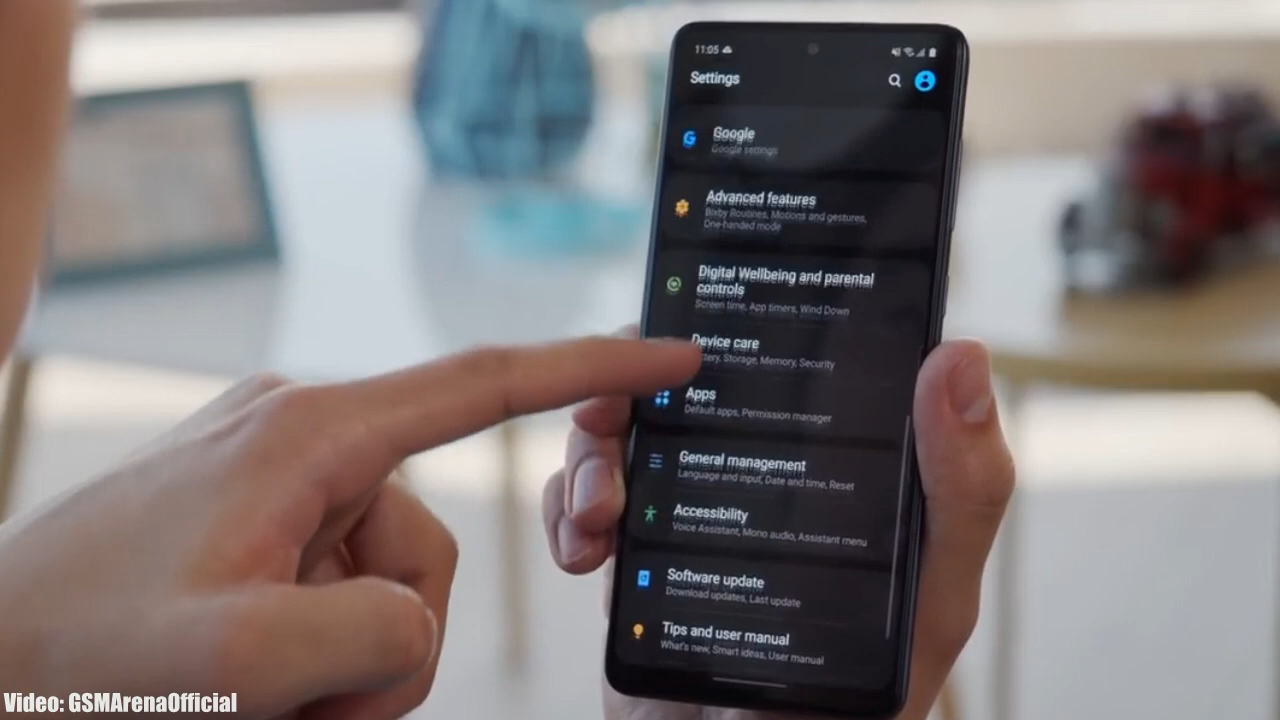 11:05
Settings
Google
Google settings
Advanced features
Bixby Routines, Motions and gestures,
One-handed mode
Digital Wellbeing and parental
controls
Screen time, App timers, Wind Down
Device care
Storage, Memory, Security
Apps
Default apps, Permission manager
General management
Language and input, Date and time, Reset
Accessibility
Voice Assistant, Mono audio, Assistant menu
Software update
Download updates, Last update
Tips and user manual
What's new, Smart ideas, User manual
Video: GSMArenaOfficial